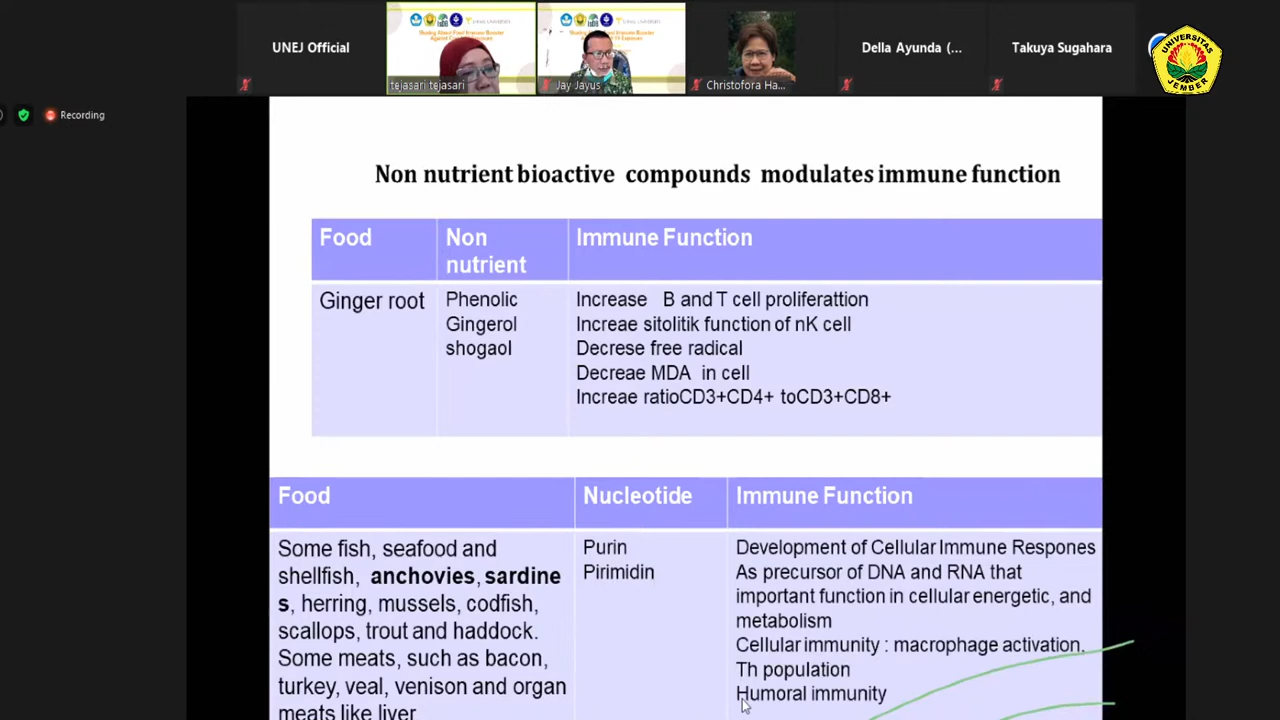 UNEJ Official
tejasari tejasari
Jay Jayus
Christofora Ha...
Della Ayunda (...
Takuya Sugahara
UNIVERSITAS
JEMBER
Recording
Non nutrient bioactive compounds modulates immune function
Food
Non
nutrient
Immune Function
Ginger root
Phenolic
Gingerol
shogaol
Increase B and T cell proliferattion
Increae sitolitik function of nK cell
Decrese free radical
Decreae MDA in cell
Increae ratioCD3+CD4+ toCD3+CD8+
Food
Nucleotide
Immune Function
Some fish, seafood and
shellfish, anchovies, sardine
s, herring, mussels, codfish,
scallops, trout and haddock.
Some meats, such as bacon,
turkey, veal, venison and organ
meats like liver
Purin
Pirimidin
Development of Cellular Immune Respones
As precursor of DNA and RNA that
important function in cellular energetic, and
metabolism
Cellular immunity : macrophage activation,
Th population
Humoral immunity